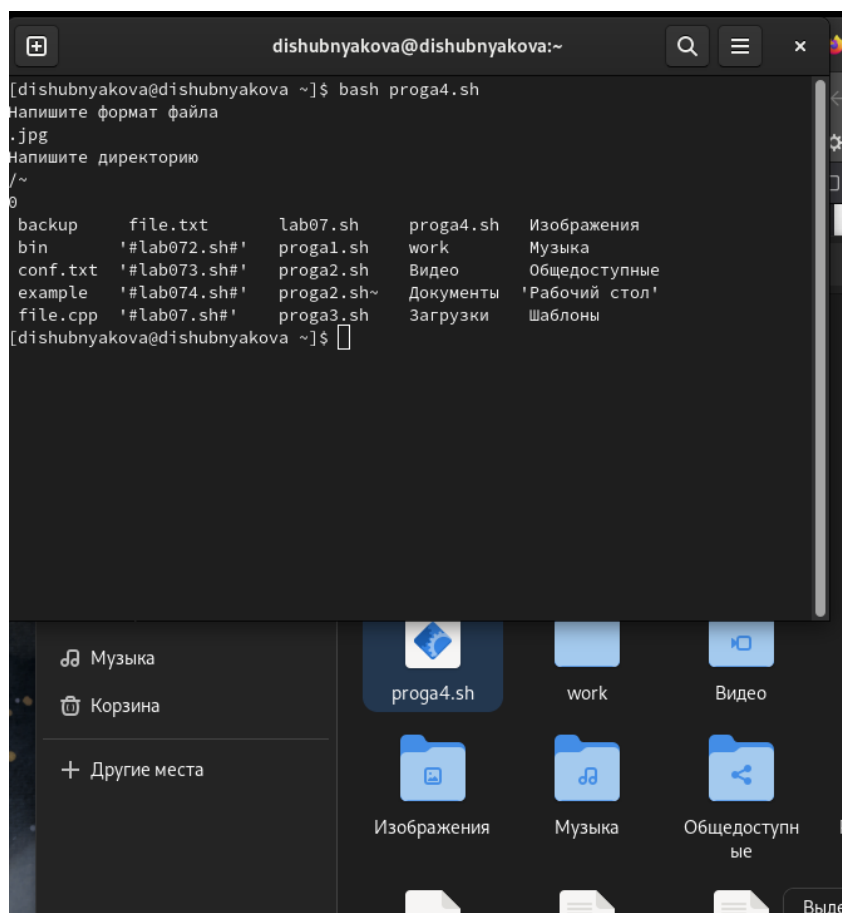 dishubnyakova@dishubnyakova:~
[dishubnyakova@dishubnyakova ~]$ bash proga4.sh
Напишите формат файла
.jpg
Напишите директорию
/~
0
backup file.txt lab07.sh proga4.sh Изображения
bin '#lab072.sh#' proga1.sh work Музыка
conf.txt '#lab073.sh#' proga2.sh Видео Общедоступные
example '#lab074.sh#' proga2.sh~ Документы 'Рабочий стол'
file.cpp '#lab07.sh#' proga3.sh Загрузки Шаблоны
[dishubnyakova@dishubnyakova ~]$
Музыка
Корзина
Другие места
proga4.sh work Видео
Изображения Музыка Общедоступн
ые